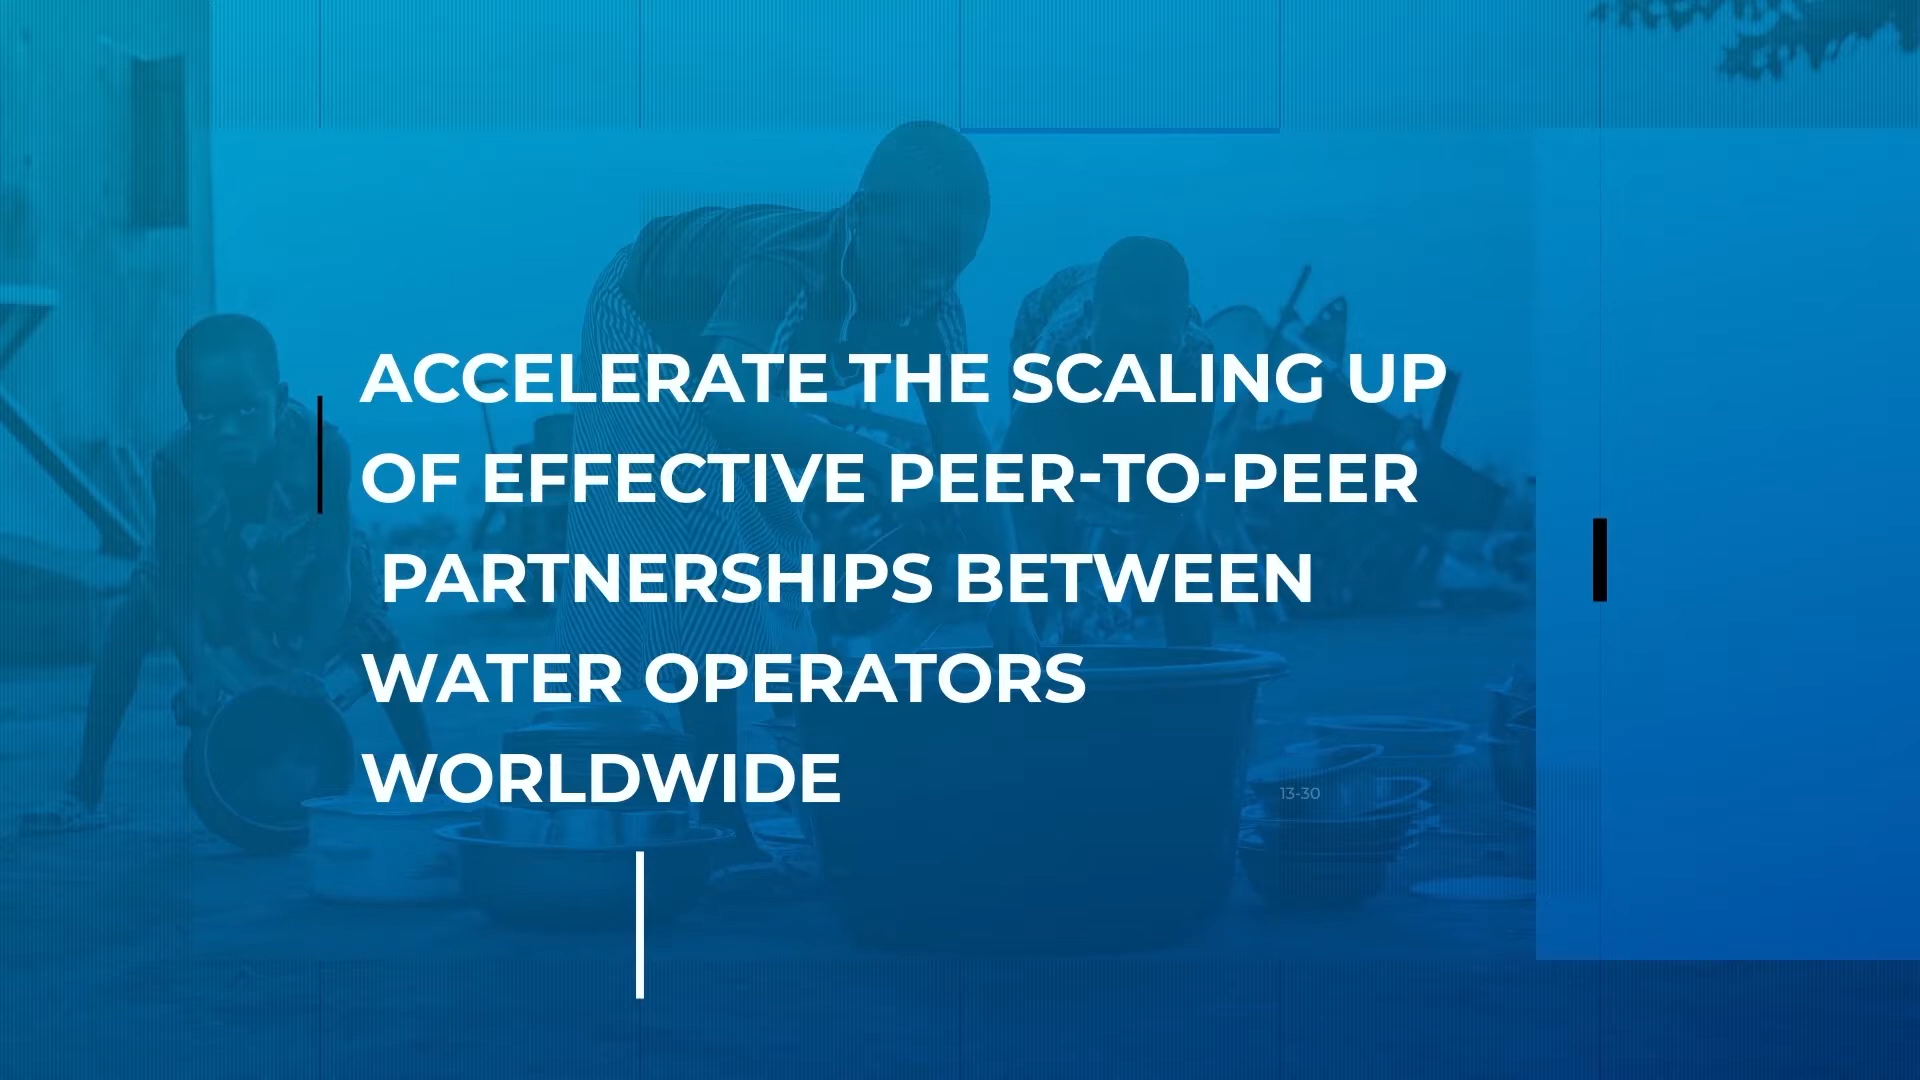 ACCELERATE THE SCALING UP
OF EFFECTIVE PEER-TO-PEER
PARTNERSHIPS BETWEEN
WATER OPERATORS
WORLDWIDE
13-30